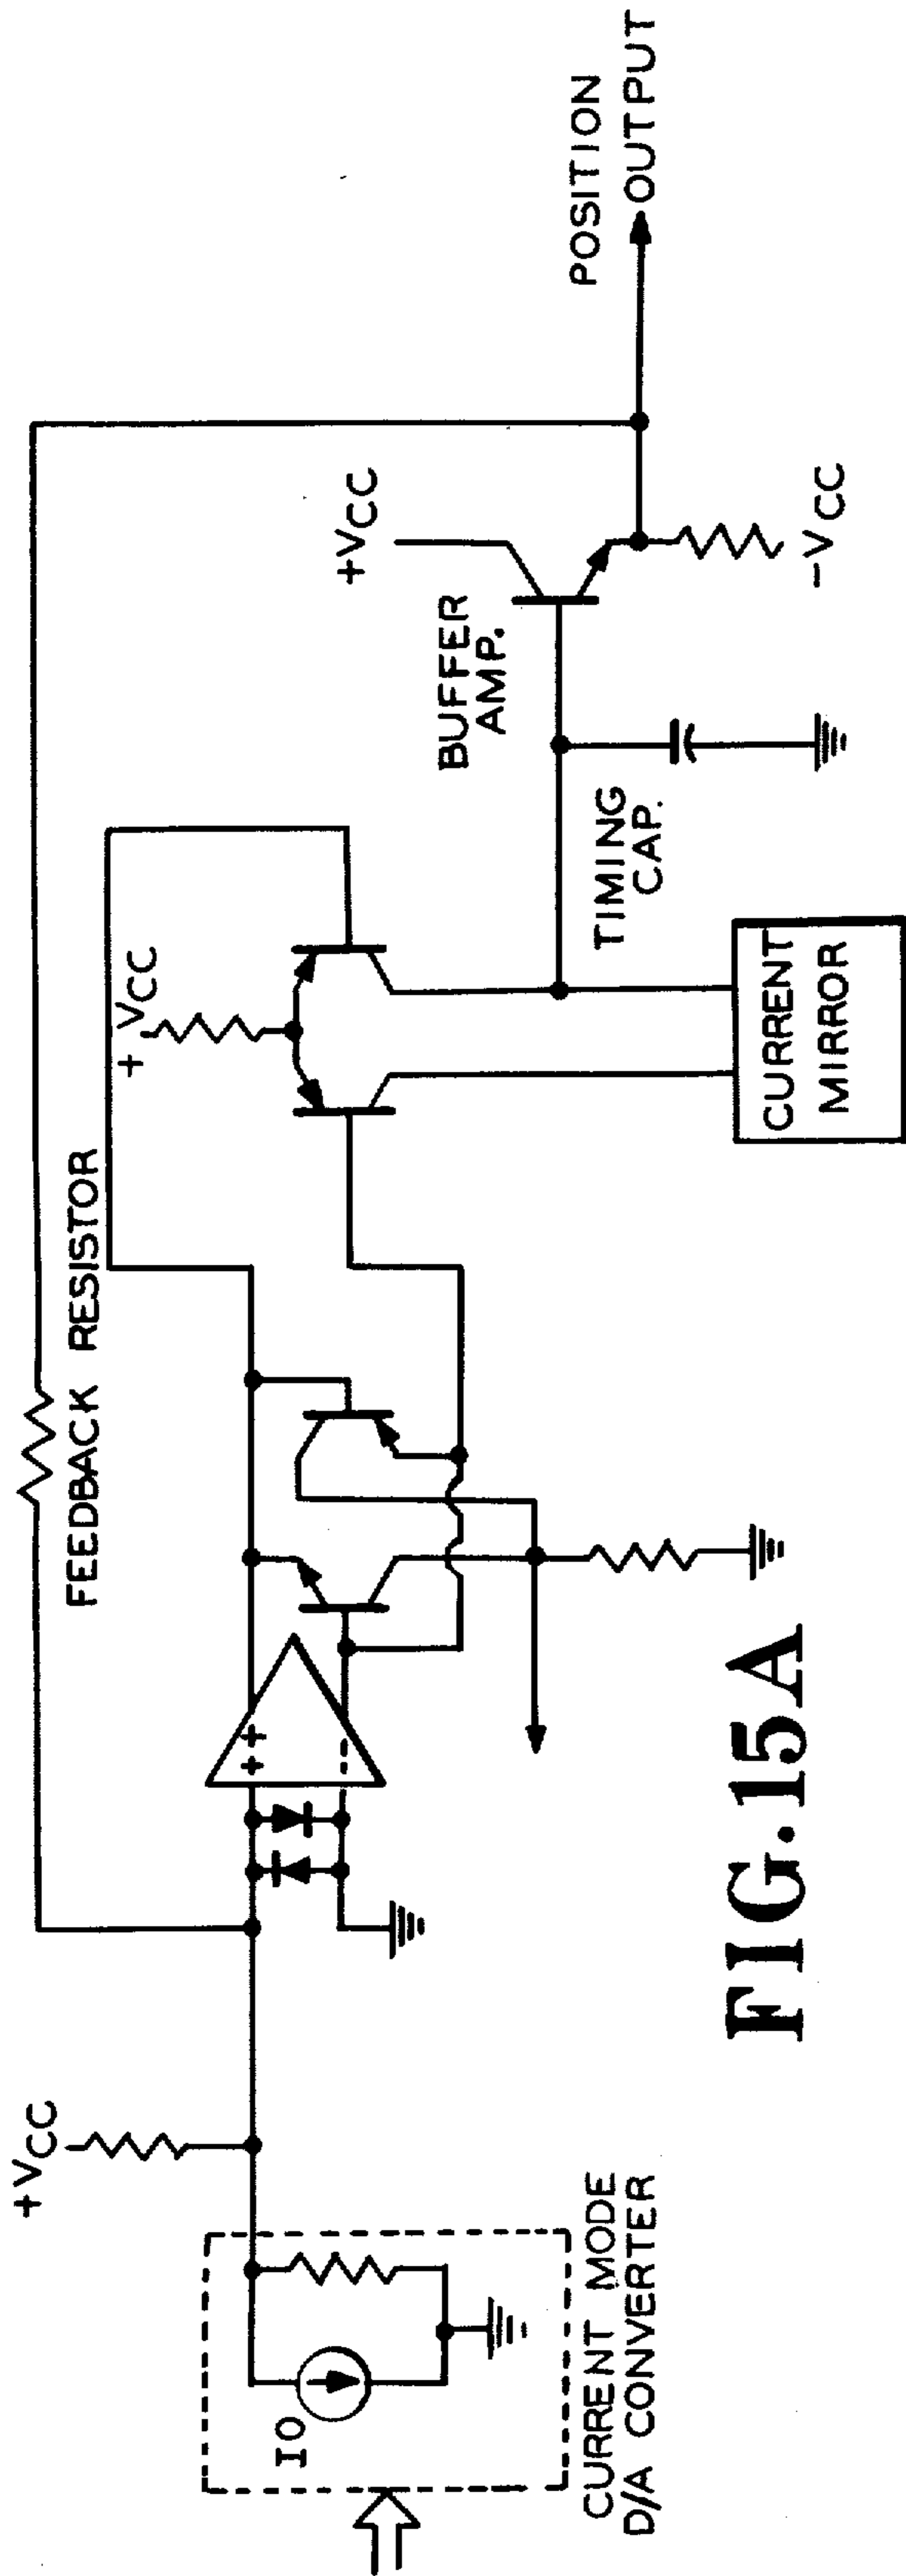 +VCC
IO
CURRENT MODE
D/A CONVERTER
FEEDBACK RESISTOR
++
--
+ VCC
CURRENT
MIRROR
TIMING
CAP.
BUFFER
AMP.
+VCC
-VCC
POSITION
OUTPUT
FIG.15A